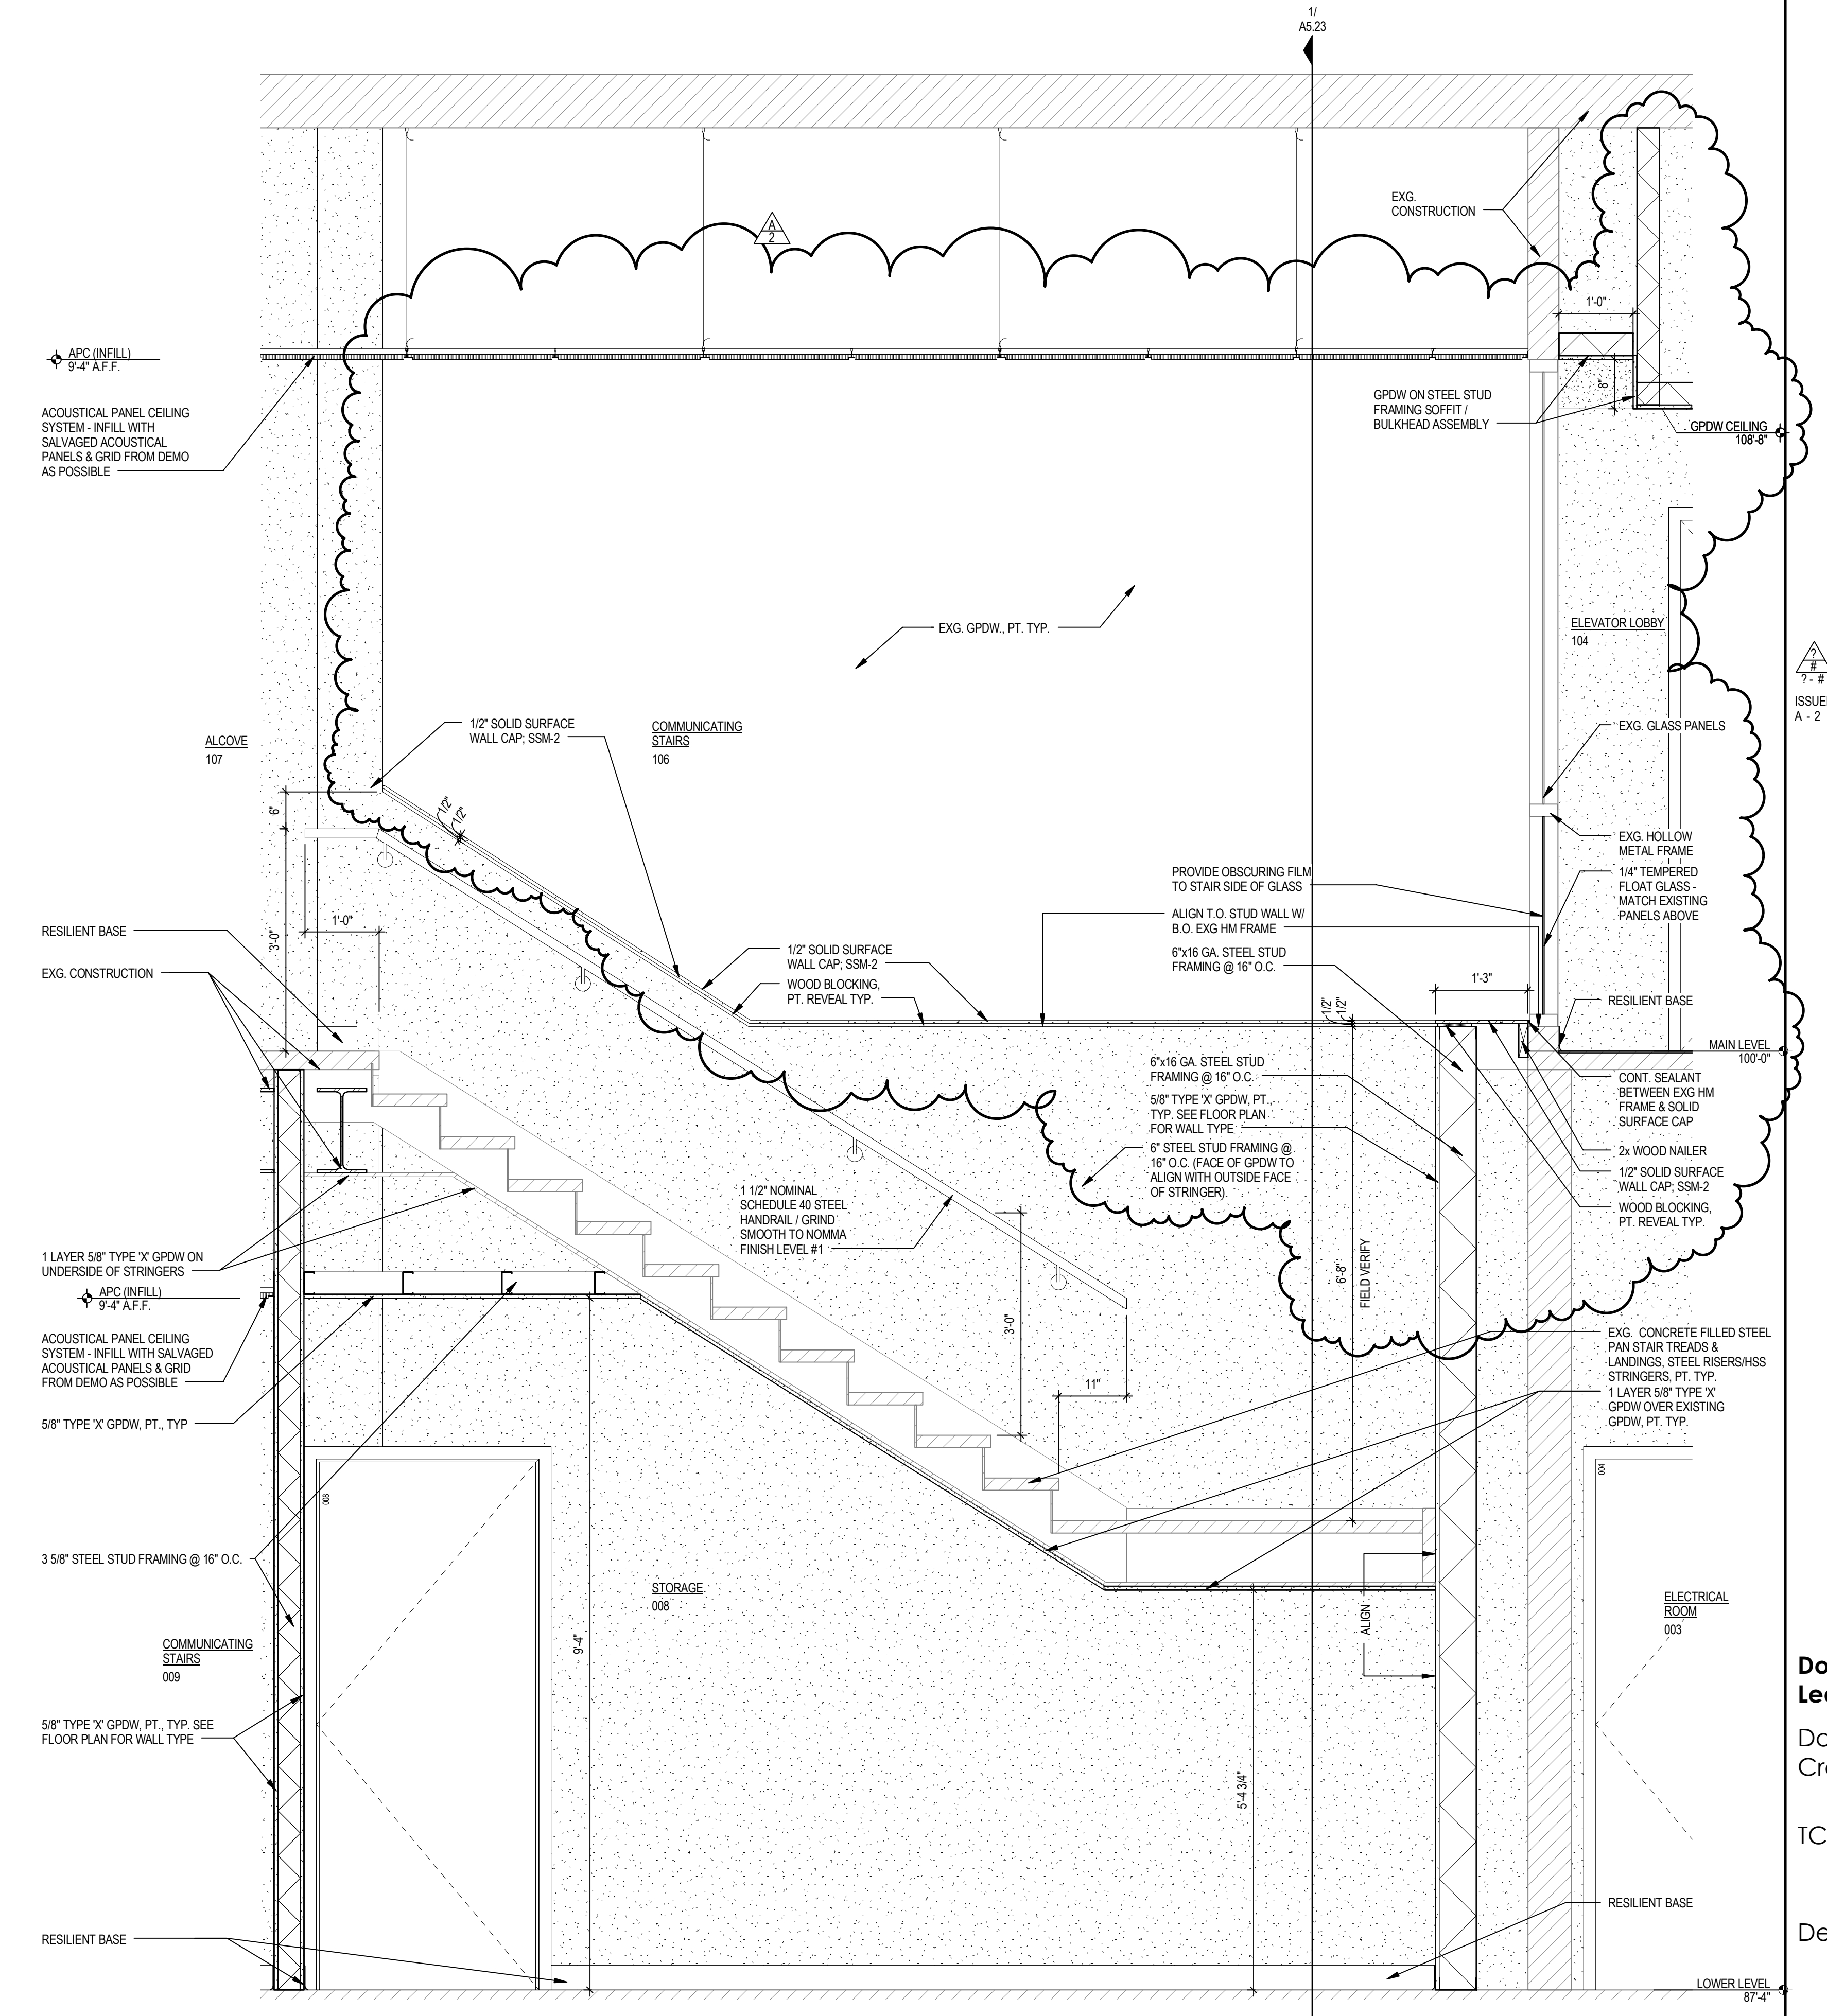 1/
A5.23
EXG.
CONSTRUCTION
A
2
1'-0"
APC (INFILL)
9'-4" A.F.F.
8"
GPDW ON STEEL STUD
FRAMING SOFFIT /
BULKHEAD ASSEMBLY
ACOUSTICAL PANEL CEILING
SYSTEM - INFILL WITH
SALVAGED ACOUSTICAL
PANELS & GRID FROM DEMO
AS POSSIBLE
GPDW CEILING
108'-8"
EXG. GPDW., PT. TYP.
ELEVATOR LOBBY
104
?
#
? - #
ISSUE
A - 2
1/2" SOLID SURFACE
WALL CAP; SSM-2
COMMUNICATING
STAIRS
106
EXG. GLASS PANELS
ALCOVE
107
6"
1/2"
1/2"
EXG. HOLLOW
METAL FRAME
PROVIDE OBSCURING FILM
TO STAIR SIDE OF GLASS
1/4" TEMPERED
FLOAT GLASS -
MATCH EXISTING
PANELS ABOVE
1'-0"
3'-0"
RESILIENT BASE
ALIGN T.O. STUD WALL W/
B.O. EXG HM FRAME
1/2" SOLID SURFACE
WALL CAP; SSM-2
6"x16 GA. STEEL STUD
FRAMING @ 16" O.C.
EXG. CONSTRUCTION
WOOD BLOCKING,
PT. REVEAL TYP.
1'-3"
1/2"
1/2"
RESILIENT BASE
MAIN LEVEL
100'-0"
6"x16 GA. STEEL STUD
FRAMING @ 16" O.C.
CONT. SEALANT
BETWEEN EXG HM
FRAME & SOLID
SURFACE CAP
5/8" TYPE 'X' GPDW, PT.,
TYP. SEE FLOOR PLAN
FOR WALL TYPE
6" STEEL STUD FRAMING @
16" O.C. (FACE OF GPDW TO
ALIGN WITH OUTSIDE FACE
OF STRINGER)
2x WOOD NAILER
1/2" SOLID SURFACE
WALL CAP; SSM-2
1 1/2" NOMINAL
SCHEDULE 40 STEEL
HANDRAIL / GRIND
SMOOTH TO NOMMA
FINISH LEVEL #1
WOOD BLOCKING,
PT. REVEAL TYP.
1 LAYER 5/8" TYPE 'X' GPDW ON
UNDERSIDE OF STRINGERS
6'-8"
FIELD VERIFY
APC (INFILL)
9'-4" A.F.F.
3'-0"
ACOUSTICAL PANEL CEILING
SYSTEM - INFILL WITH SALVAGED
ACOUSTICAL PANELS & GRID
FROM DEMO AS POSSIBLE
EXG. CONCRETE FILLED STEEL
PAN STAIR TREADS &
LANDINGS, STEEL RISERS/HSS
STRINGERS, PT. TYP.
11"
1 LAYER 5/8" TYPE 'X'
GPDW OVER EXISTING
GPDW, PT. TYP.
5/8" TYPE 'X' GPDW, PT., TYP
008
004
3 5/8" STEEL STUD FRAMING @ 16" O.C.
STORAGE
008
ELECTRICAL
ROOM
003
ALIGN
9'-4"
COMMUNICATING
STAIRS
009
Do
Lea
5/8" TYPE 'X' GPDW, PT., TYP. SEE
FLOOR PLAN FOR WALL TYPE
Do
Cro
5'-4 3/4"
TC
RESILIENT BASE
RESILIENT BASE
De
LOWER LEVEL
87'-4"